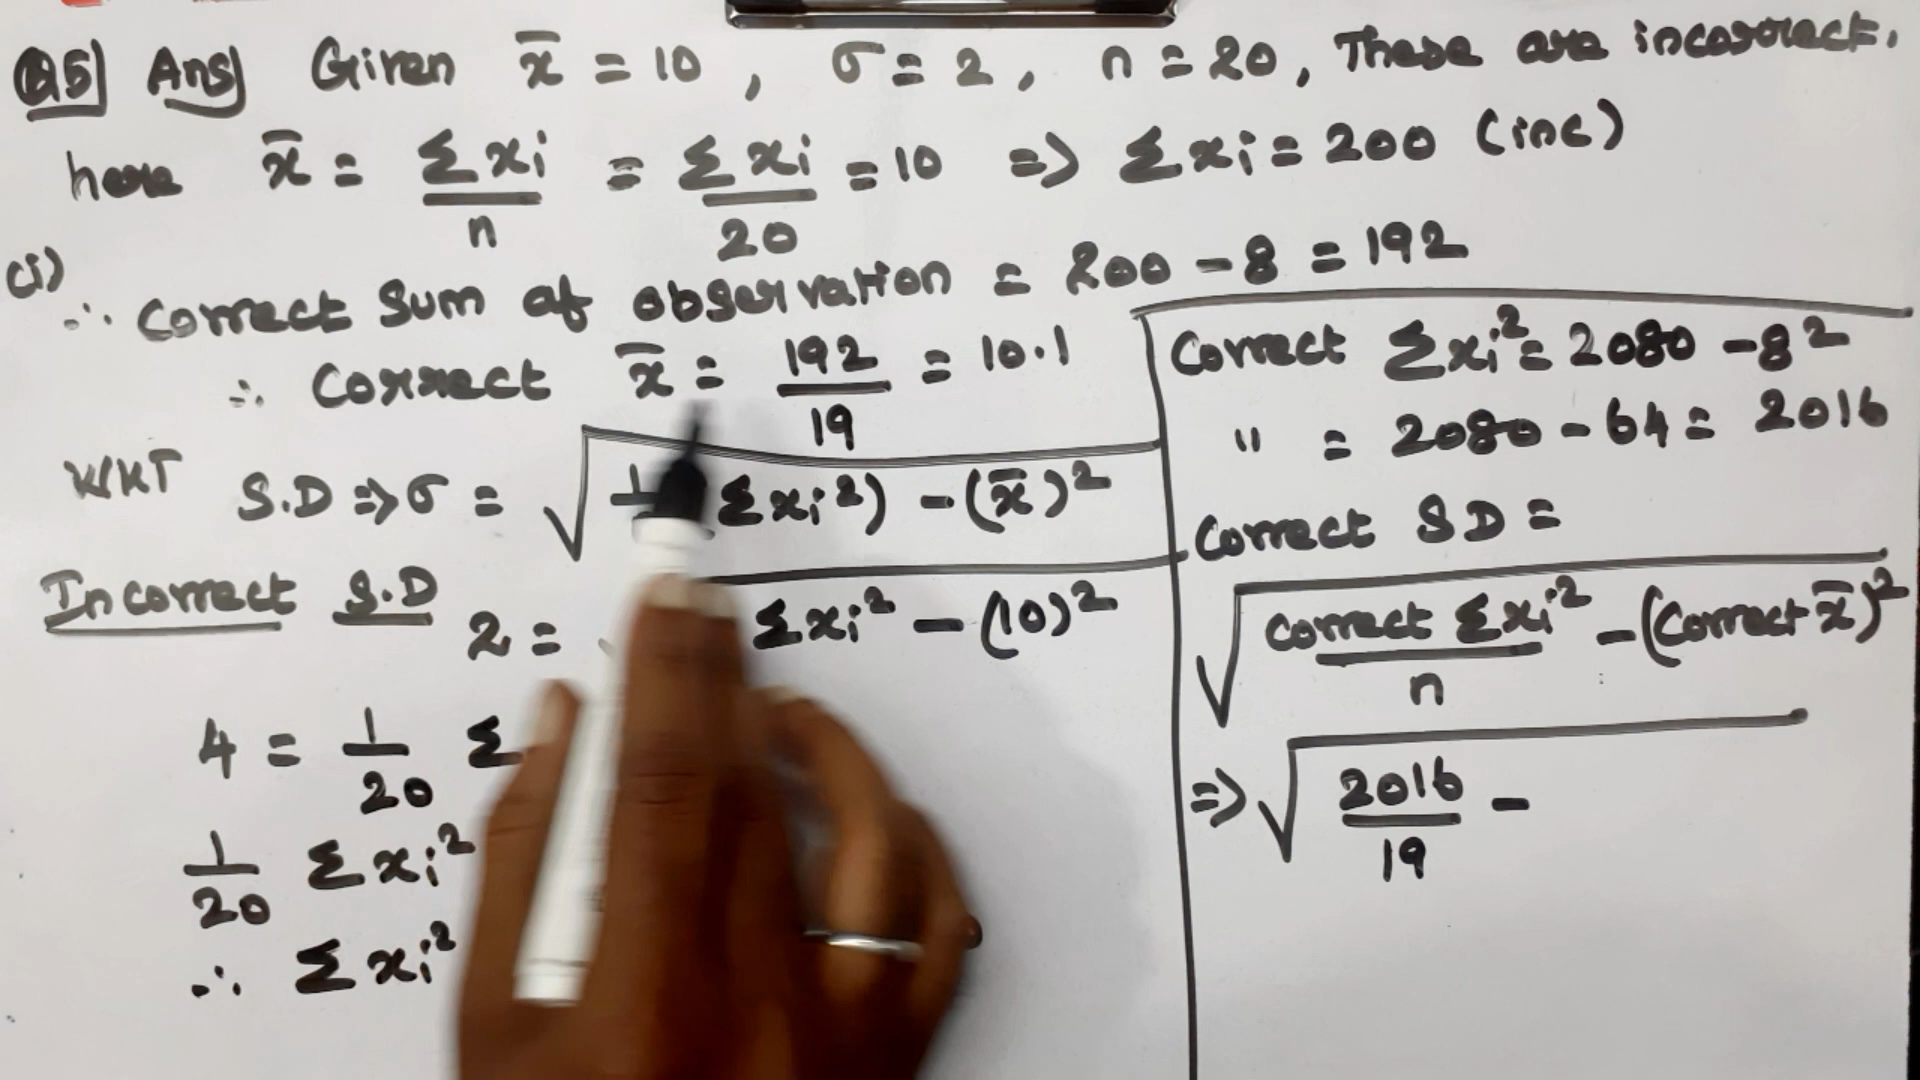 Q5) Ans) Given x̄ = 10, σ = 2, n = 20, These are incorrect.
here x̄ = Σxi/n = Σxi/20 = 10 => Σxi = 200 (inc)
(i)
∴ Correct Sum of observation = 200 - 8 = 192
∴ Correct x̄ = 192/19 = 10.1
WKT S.D => σ = √ 1/ Σxi²) - (x̄)²
Incorrect S.D
2 = Σxi² - (10)²
4 = 1/20 Σ
1/20 Σxi²
∴ Σxi²
Correct Σxi² = 2080 - 8²
" = 2080 - 64 = 2016
Correct SD =
√ correct Σxi²/n - (Correct x̄)²
=> √ 2016/19 -